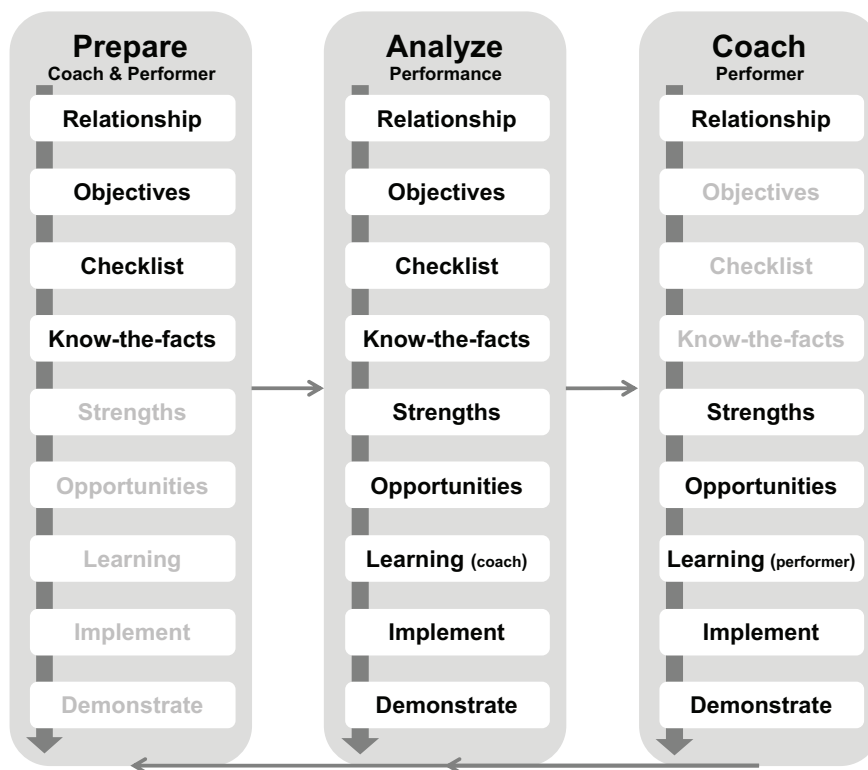 Prepare
Coach & Performer
Relationship
Objectives
Checklist
Know-the-facts
Strengths
Opportunities
Learning
Implement
Demonstrate
Analyze
Performance
Relationship
Objectives
Checklist
Know-the-facts
Strengths
Opportunities
Learning (coach)
Implement
Demonstrate
Coach
Performer
Relationship
Objectives
Checklist
Know-the-facts
Strengths
Opportunities
Learning (performer)
Implement
Demonstrate